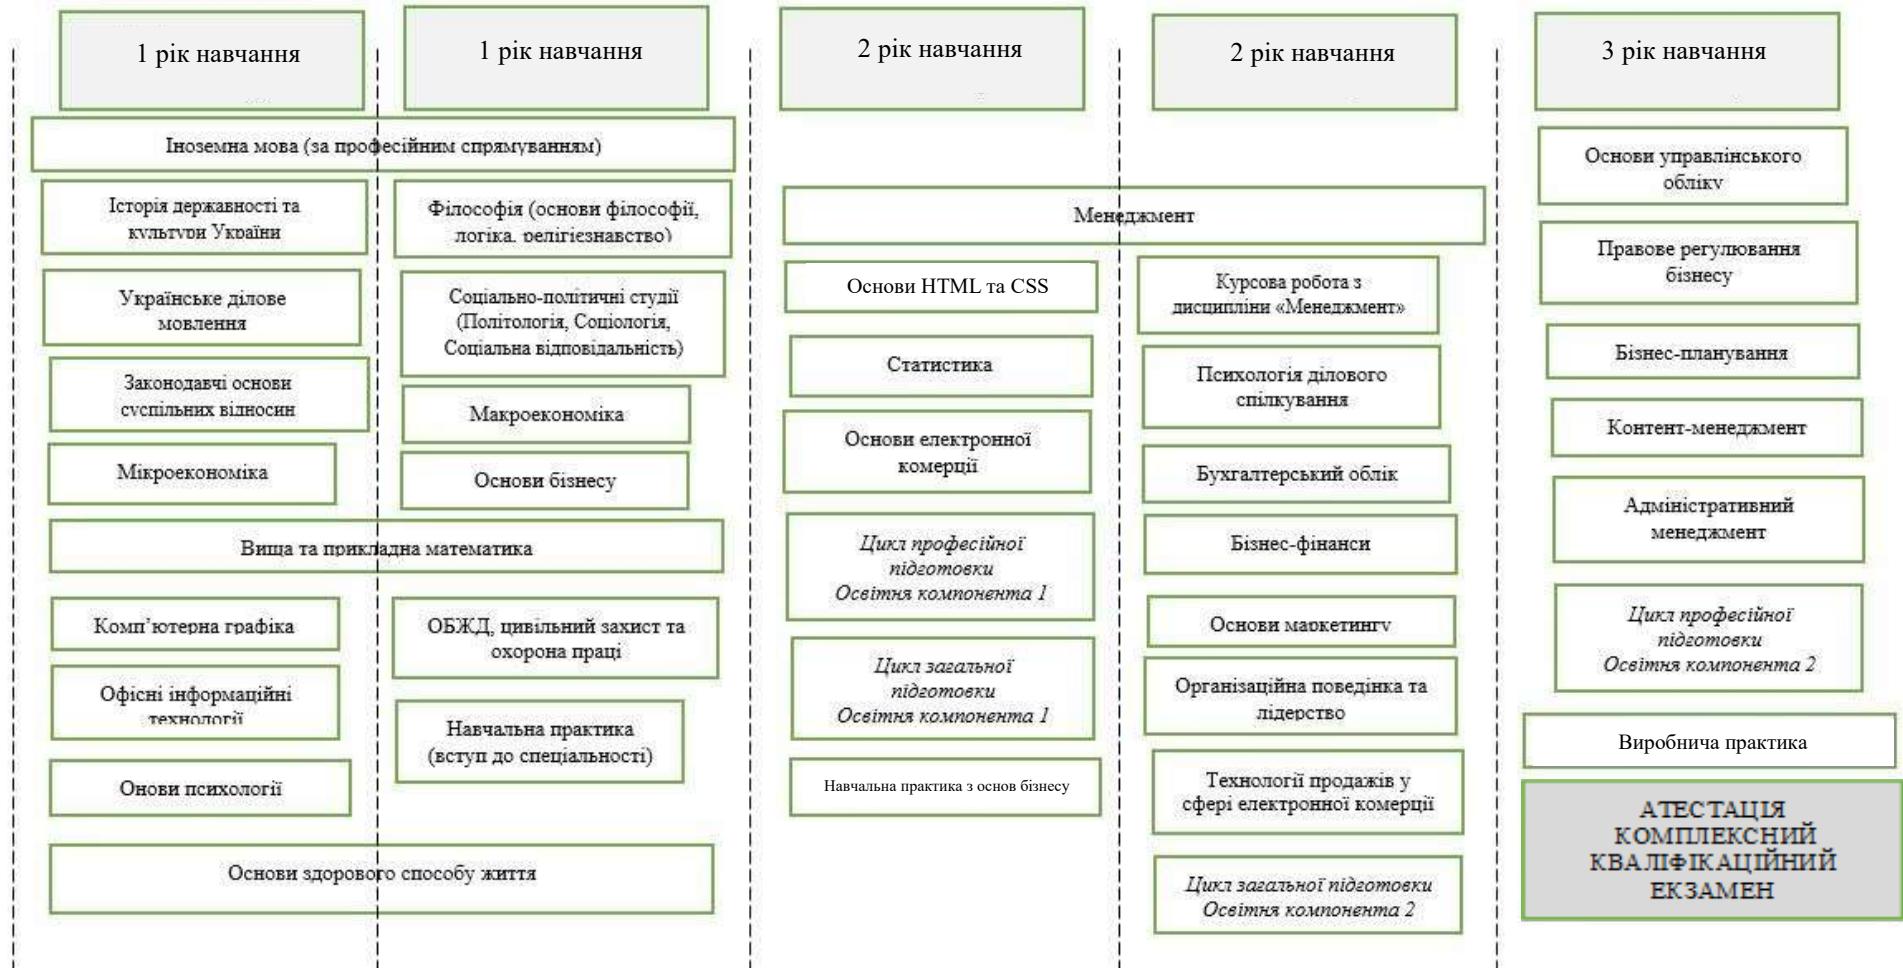 1 рік навчання
1 рік навчання
2 рік навчання
2 рік навчання
3 рік навчання
Іноземна мова (за професійним спрямуванням)
Історія державності та
культури України
Українське ділове
мовлення
Законодавчі основи
суспільних відносин
Мікроекономіка
Філософія (основи філософії,
логіка, релігієзнавство)
Соціально-політичні студії
(Політологія, Соціологія,
Соціальна відповідальність)
Макроекономіка
Основи бізнесу
Вища та прикладна математика
Комп’ютерна графіка
Офісні інформаційні
технології
Онови психології
ОБЖД, цивільний захист та
охорона праці
Навчальна практика
(вступ до спеціальності)
Основи здорового способу життя
Менеджмент
Основи HTML та CSS
Статистика
Основи електронної
комерції
Цикл професійної
підготовки
Освітня компонента 1
Цикл загальної
підготовки
Освітня компонента 1
Навчальна практика з основ бізнесу
Курсова робота з
дисципліни «Менеджмент»
Психологія ділового
спілкування
Бухгалтерський облік
Бізнес-фінанси
Основи маркетингу
Організаційна поведінка та
лідерство
Технології продажів у
сфері електронної комерції
Цикл загальної підготовки
Освітня компонента 2
Основи управлінського
обліку
Правове регулювання
бізнесу
Бізнес-планування
Контент-менеджмент
Адміністративний
менеджмент
Цикл професійної
підготовки
Освітня компонента 2
Виробнича практика
АТЕСТАЦІЯ
КОМПЛЕКСНИЙ
КВАЛІФІКАЦІЙНИЙ
ЕКЗАМЕН